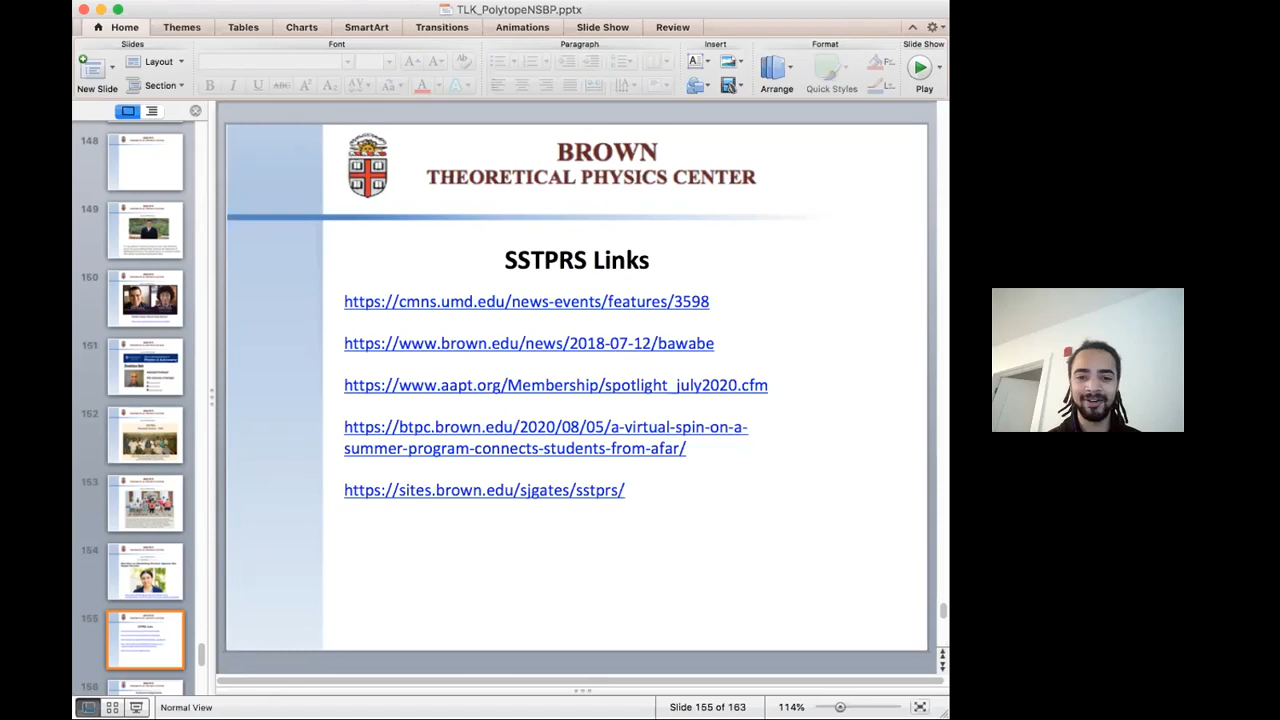 TLK_PolytopeNSBP.pptx
Home Themes Tables Charts SmartArt Transitions Animations Slide Show Review
Slides Font Paragraph Insert Format Slide Show
Layout
New Slide Section
Arrange Quick Styles Play
148
149
150
151
152
153
154
155
156
BROWN
THEORETICAL PHYSICS CENTER
SSTPRS Links
https://cmns.umd.edu/news-events/features/3598
https://www.brown.edu/news/2018-07-12/bawabe
https://www.aapt.org/Membership/spotlight_july2020.cfm
https://btpc.brown.edu/2020/08/05/a-virtual-spin-on-a-
summer-program-connects-students-from-afar/
https://sites.brown.edu/sjgates/sstprs/
Normal View Slide 155 of 163 114%